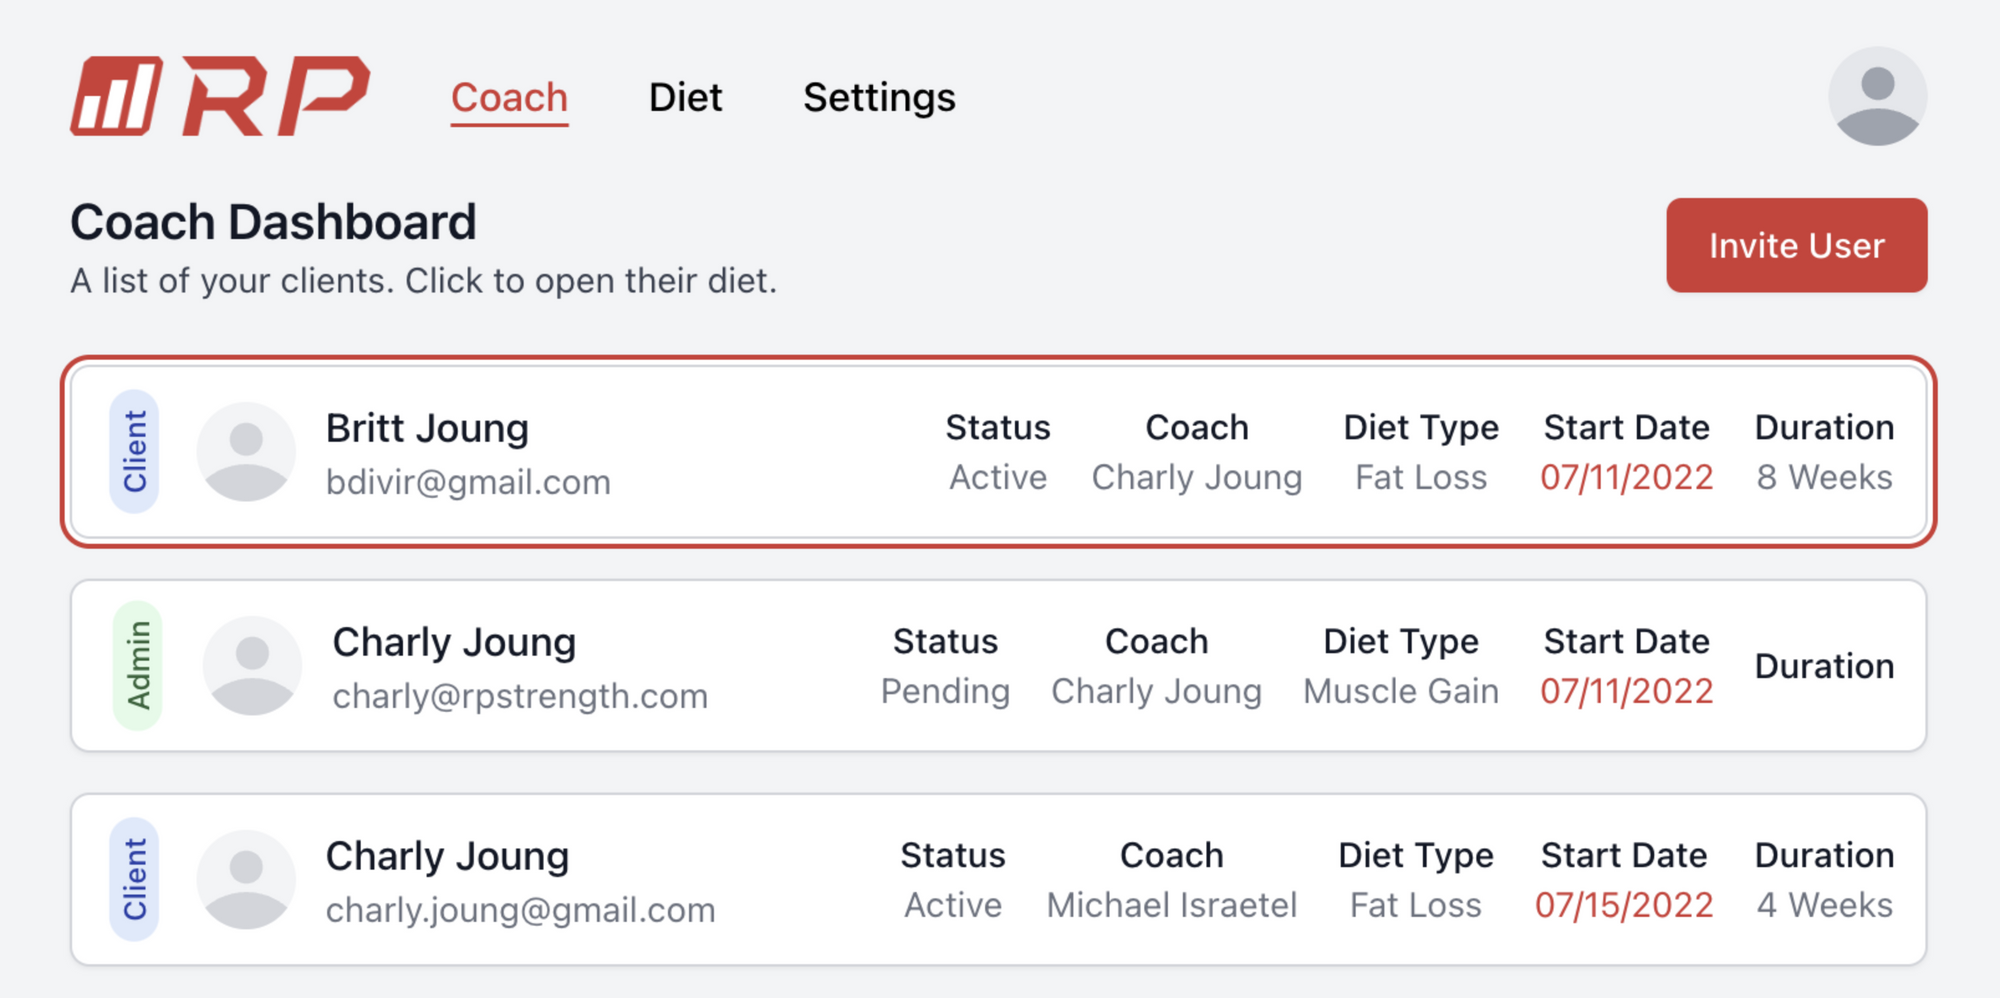 RP Coach Diet Settings
Coach Dashboard
A list of your clients. Click to open their diet.
Invite User
Client
Britt Joung
bdivir@gmail.com
Status Coach Diet Type Start Date Duration
Active Charly Joung Fat Loss 07/11/2022 8 Weeks
Admin
Charly Joung
charly@rpstrength.com
Status Coach Diet Type Start Date Duration
Pending Charly Joung Muscle Gain 07/11/2022
Client
Charly Joung
charly.joung@gmail.com
Status Coach Diet Type Start Date Duration
Active Michael Israetel Fat Loss 07/15/2022 4 Weeks